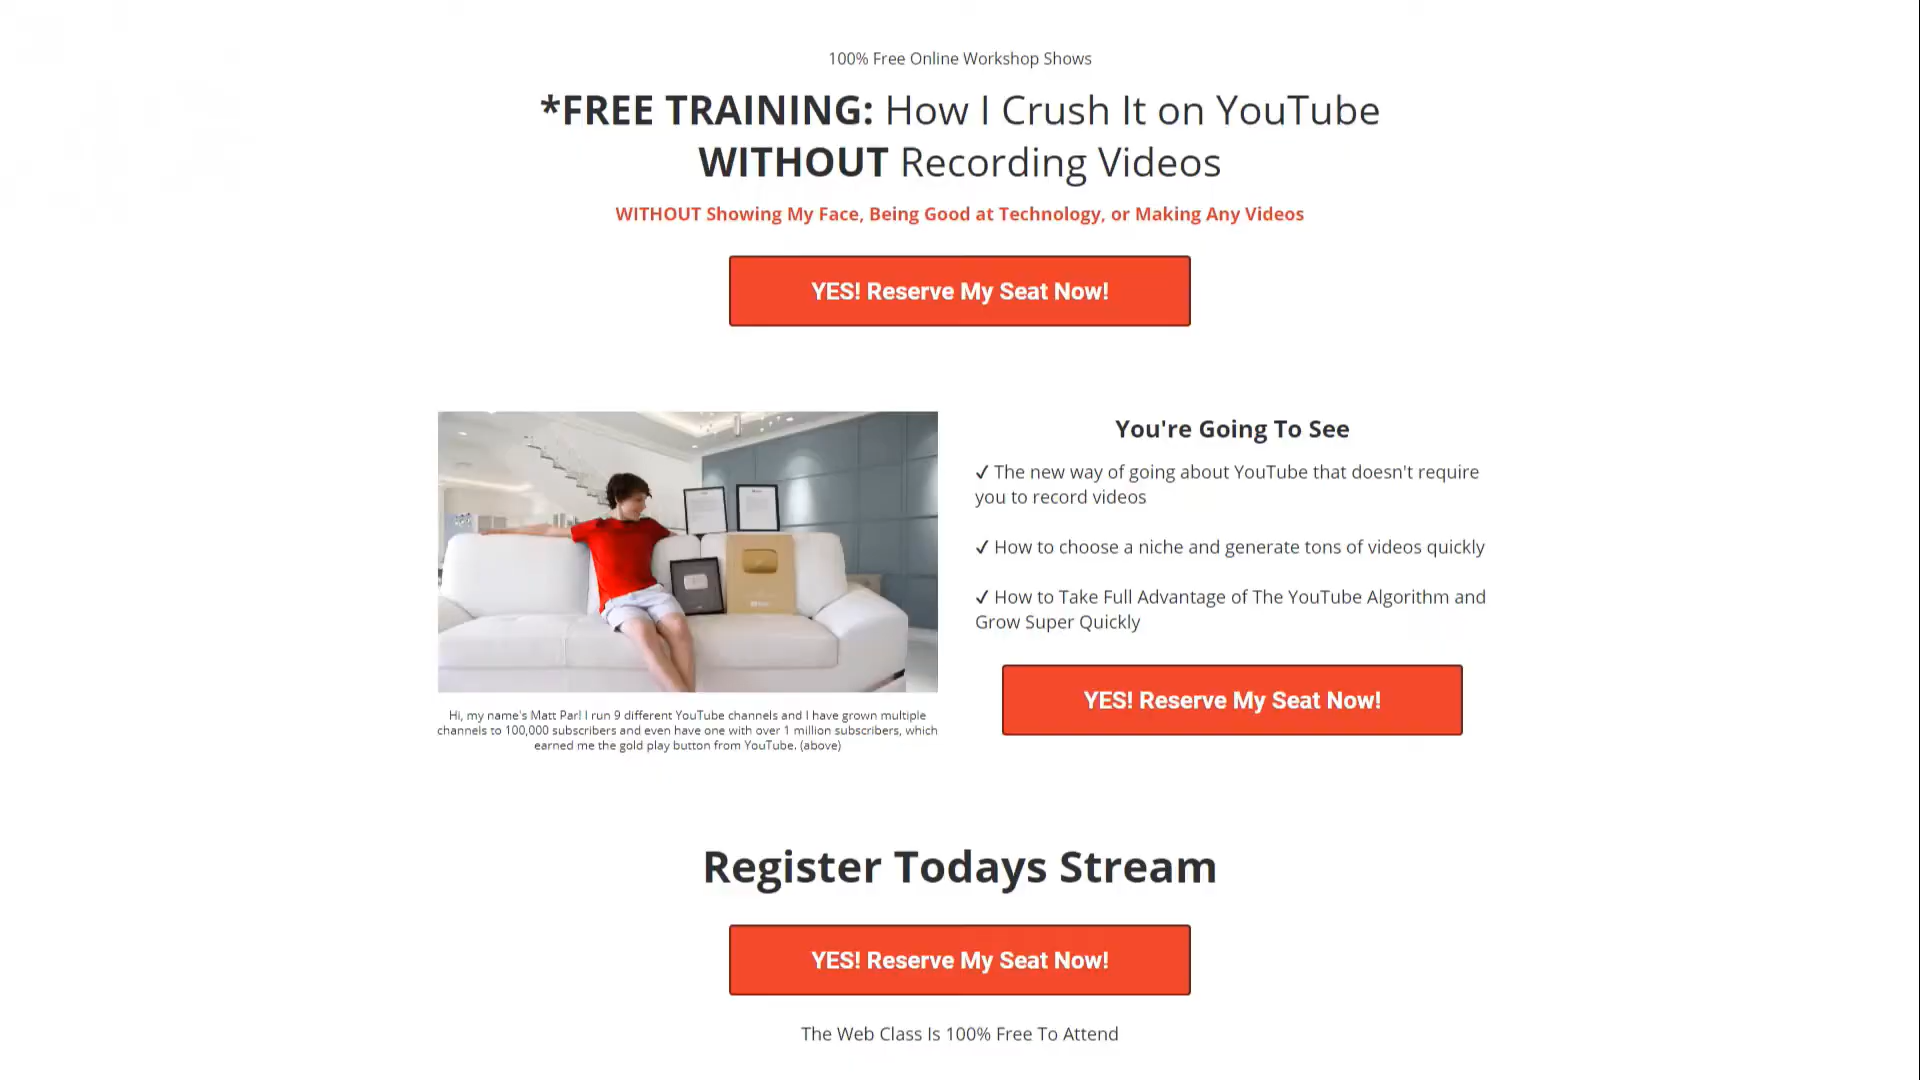 100% Free Online Workshop Shows
*FREE TRAINING: How I Crush It on YouTube
WITHOUT Recording Videos
WITHOUT Showing My Face, Being Good at Technology, or Making Any Videos
YES! Reserve My Seat Now!
You're Going To See
✓ The new way of going about YouTube that doesn't require
you to record videos
✓ How to choose a niche and generate tons of videos quickly
✓ How to Take Full Advantage of The YouTube Algorithm and
Grow Super Quickly
YES! Reserve My Seat Now!
Hi, my name's Matt Par! I run 9 different YouTube channels and I have grown multiple
channels to 100,000 subscribers and even have one with over 1 million subscribers, which
earned me the gold play button from YouTube. (above)
Register Todays Stream
YES! Reserve My Seat Now!
The Web Class Is 100% Free To Attend